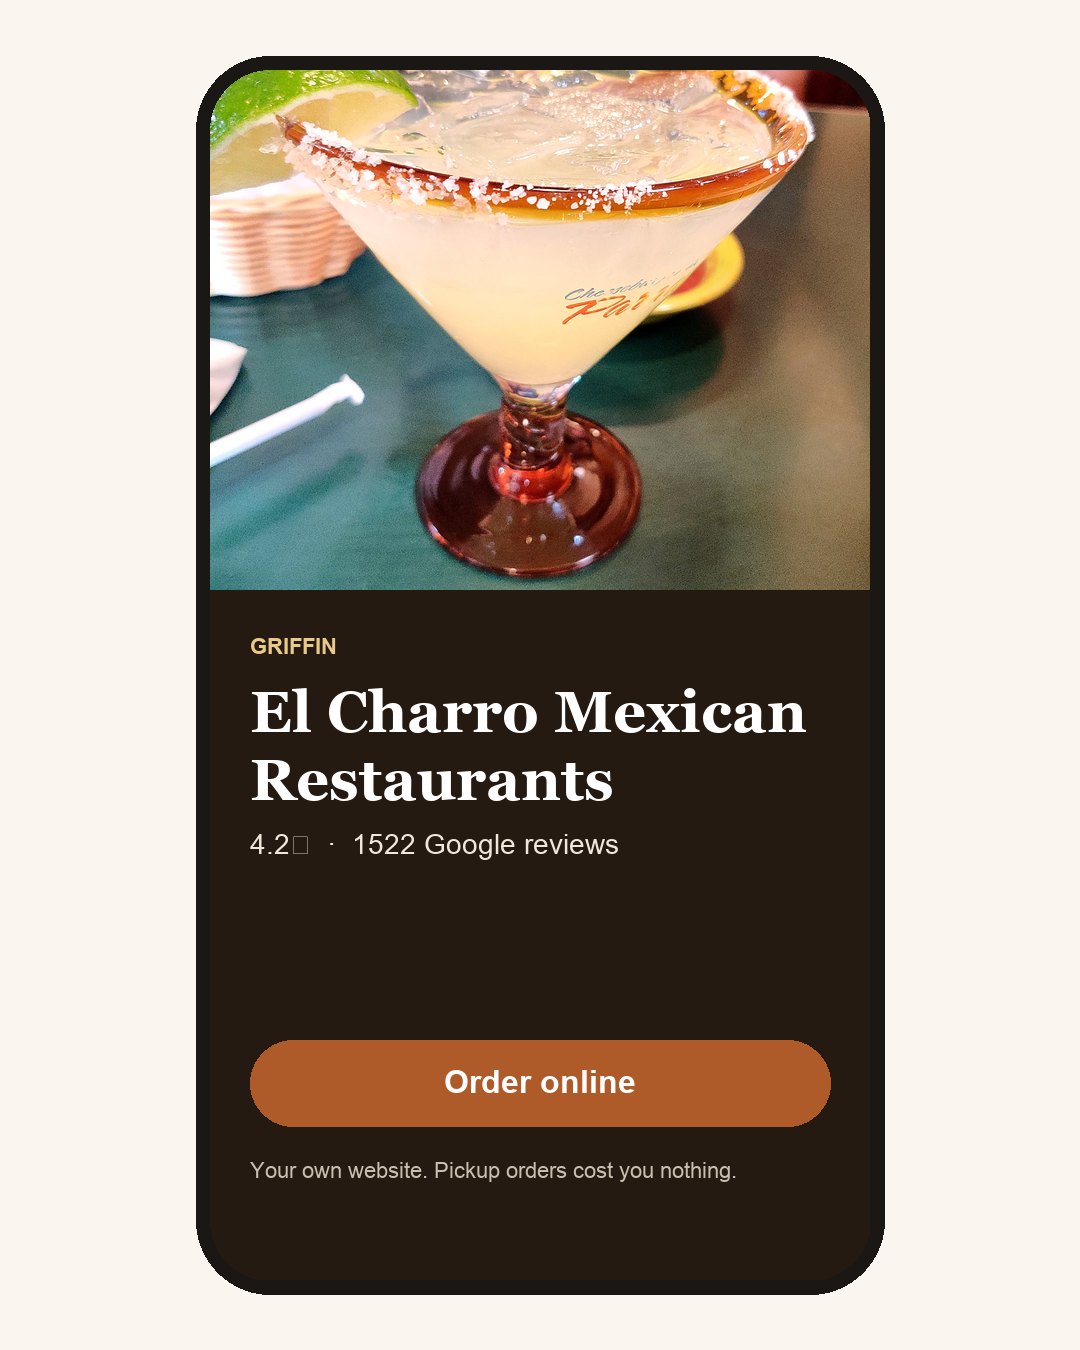 GRIFFIN
El Charro Mexican
Restaurants
4.2 · 1522 Google reviews
Order online
Your own website. Pickup orders cost you nothing.